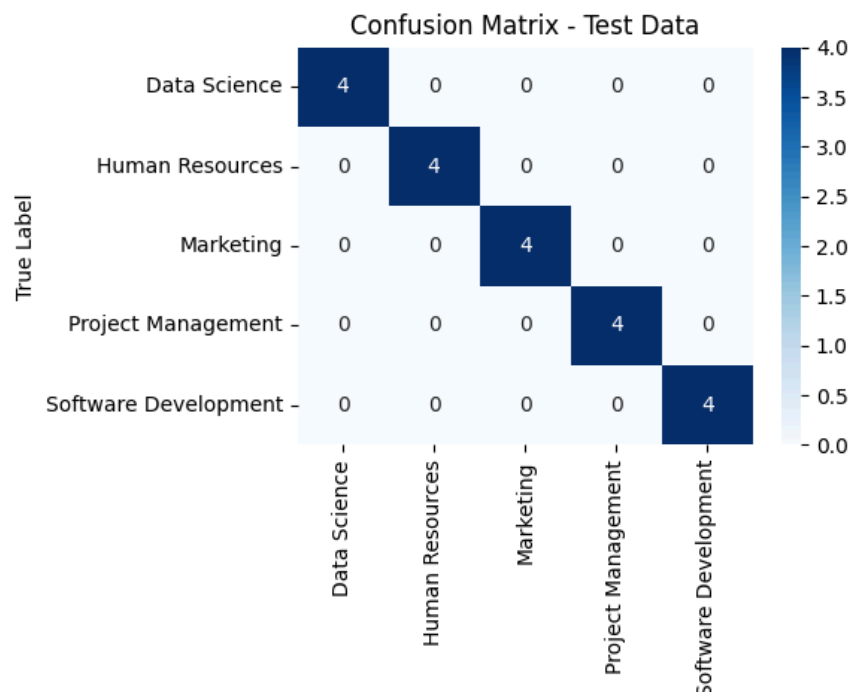 Confusion Matrix - Test Data
True Label
Data Science 4 0 0 0 0
Human Resources 0 4 0 0 0
Marketing 0 0 4 0 0
Project Management 0 0 0 4 0
Software Development 0 0 0 0 4
Data Science
Human Resources
Marketing
Project Management
Software Development
4.0
3.5
3.0
2.5
2.0
1.5
1.0
0.5
0.0